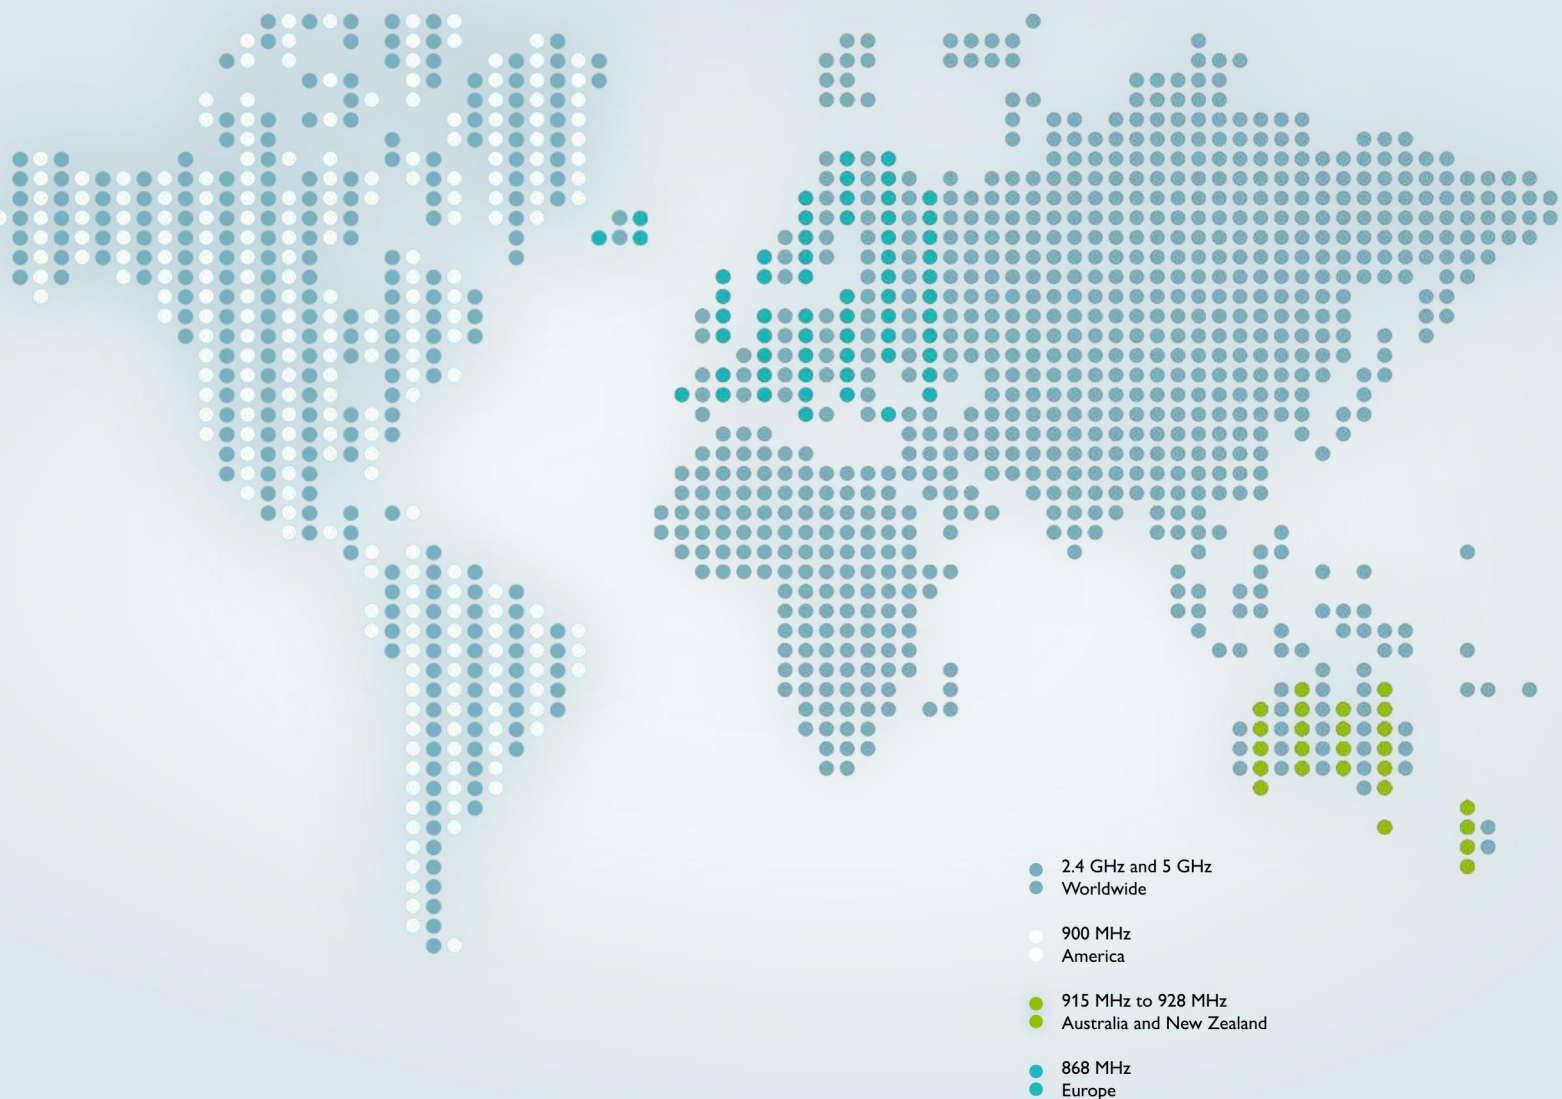 2.4 GHz and 5 GHz
Worldwide
900 MHz
America
915 MHz to 928 MHz
Australia and New Zealand
868 MHz
Europe